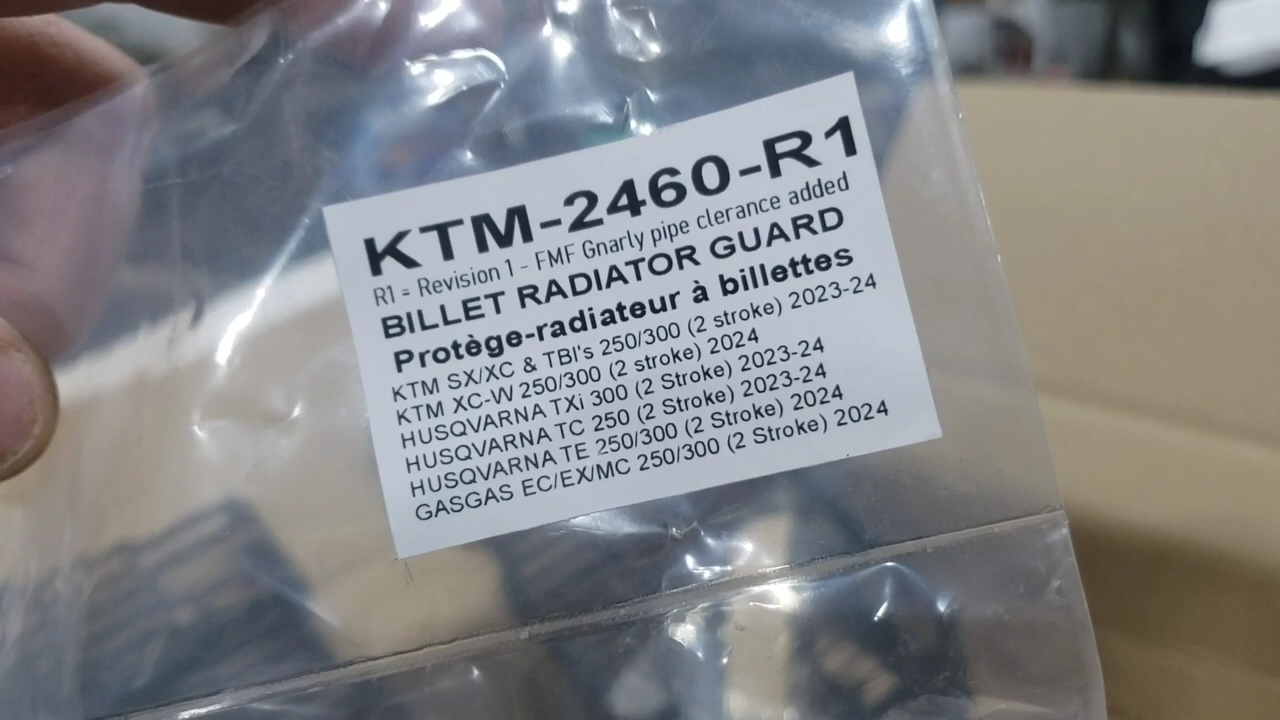 KTM-2460-R1
R1 = Revision 1 - FMF Gnarly pipe clerance added
BILLET RADIATOR GUARD
Protège-radiateur à billettes
KTM SX/XC & TBI's 250/300 (2 stroke) 2023-24
KTM XC-W 250/300 (2 stroke) 2024
HUSQVARNA TXi 300 (2 Stroke) 2023-24
HUSQVARNA TC 250 (2 Stroke) 2023-24
HUSQVARNA TE 250/300 (2 Stroke) 2024
GASGAS EC/EX/MC 250/300 (2 Stroke) 2024